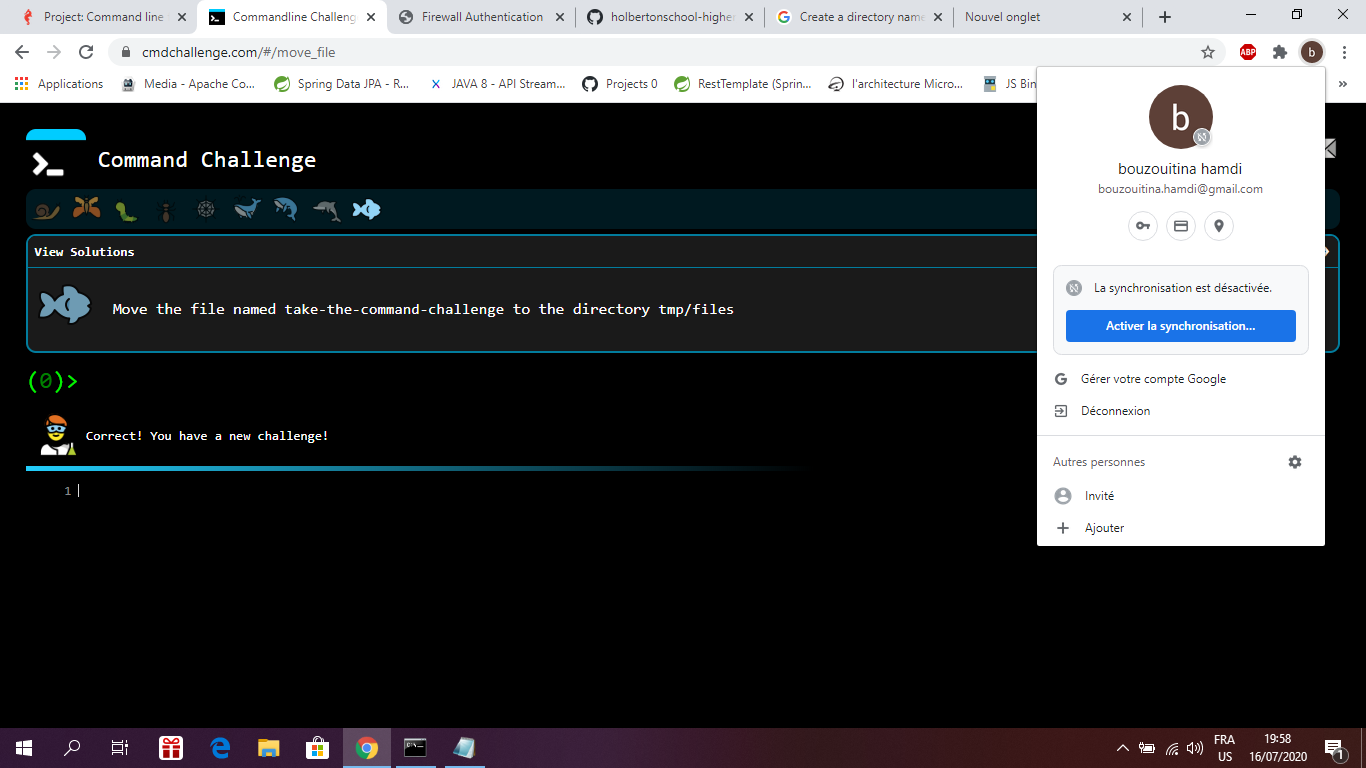 Project: Command line
Commandline Challenge
Firewall Authentication
holbertonschool-higher
Create a directory name
Nouvel onglet
cmdchallenge.com/#/move_file
ABP
b
Applications
Media - Apache Co...
Spring Data JPA - R...
JAVA 8 - API Stream...
Projects 0
RestTemplate (Sprin...
l'architecture Micro...
JS Bin
»
Command Challenge
View Solutions
Move the file named take-the-command-challenge to the directory tmp/files
(0)>
Correct! You have a new challenge!
1
b
bouzouitina hamdi
bouzouitina.hamdi@gmail.com
La synchronisation est désactivée.
Activer la synchronisation...
Gérer votre compte Google
Déconnexion
Autres personnes
Invité
Ajouter
FRA
US
19:58
16/07/2020
1